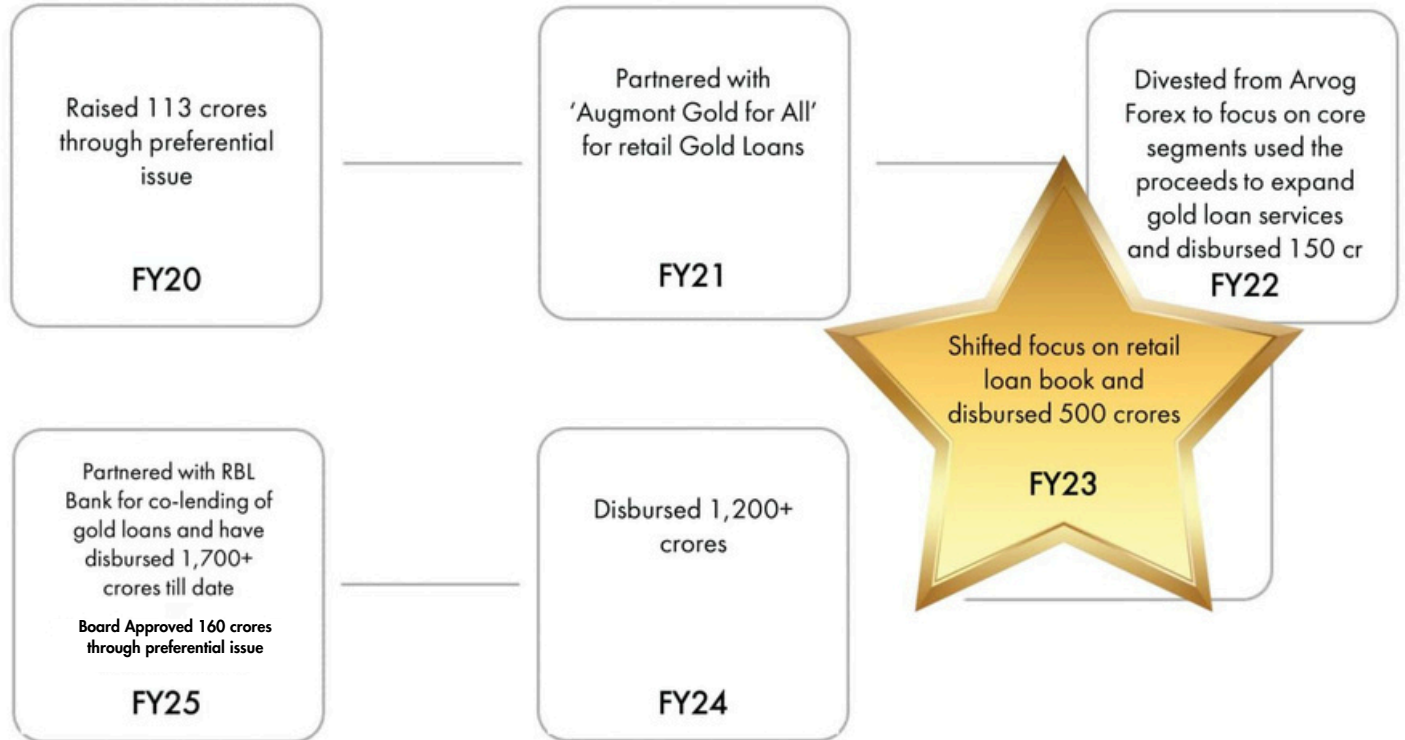 Raised 113 crores
through preferential
issue
FY20
Partnered with
‘Augmont Gold for All’
for retail Gold Loans
FY21
Divested from Arvog
Forex to focus on core
segments used the
proceeds to expand
gold loan services
and disbursed 150 cr
FY22
Shifted focus on retail
loan book and
disbursed 500 crores
FY23
Disbursed 1,200+
crores
FY24
Partnered with RBL
Bank for co-lending of
gold loans and have
disbursed 1,700+
crores till date
Board Approved 160 crores
through preferential issue
FY25